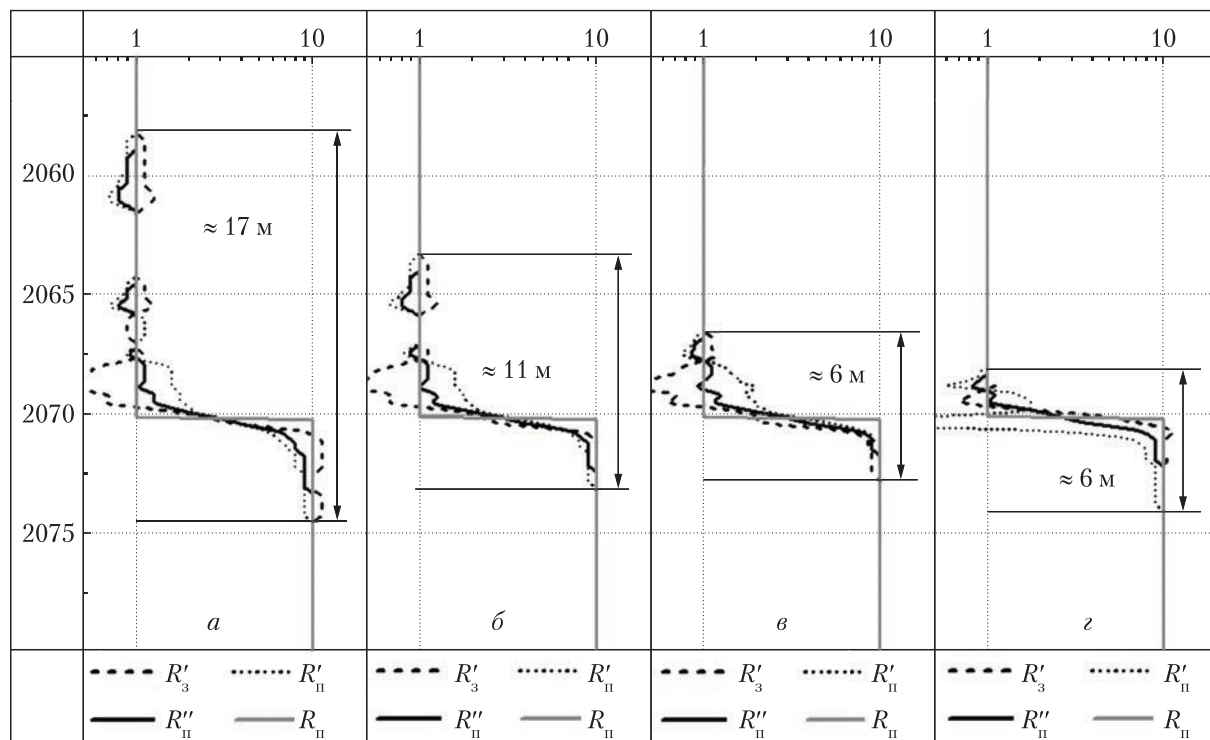 1 10 1 10 1 10 1 10
2060
≈ 17 м
2065
≈ 11 м
≈ 6 м
2070
≈ 6 м
2075
а б в г
R′з R′п R′з R′п R′з R′п R′з R′п
R″п Rп R″п Rп R″п Rп R″п Rп